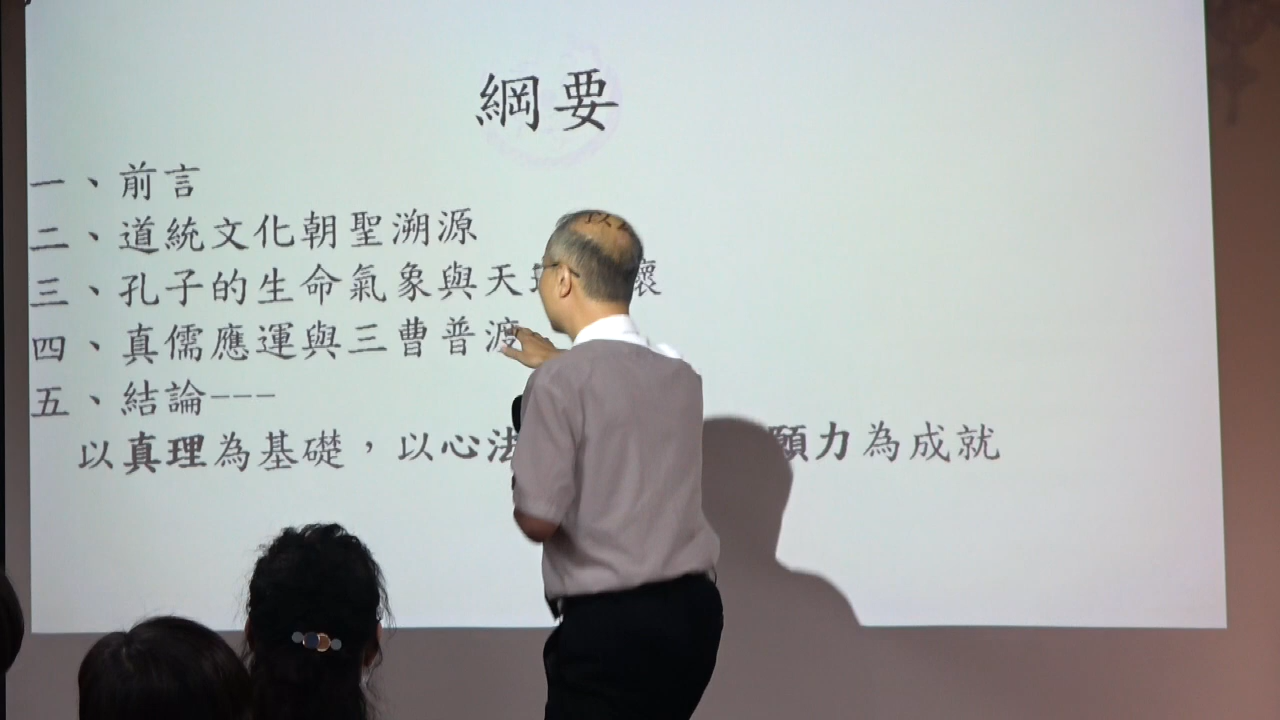 綱要
一、前言
二、道統文化朝聖溯源
三、孔子的生命氣象與天 懷
四、真儒應運與三曹普渡
五、結論---
以真理為基礎，以心法 願力為成就